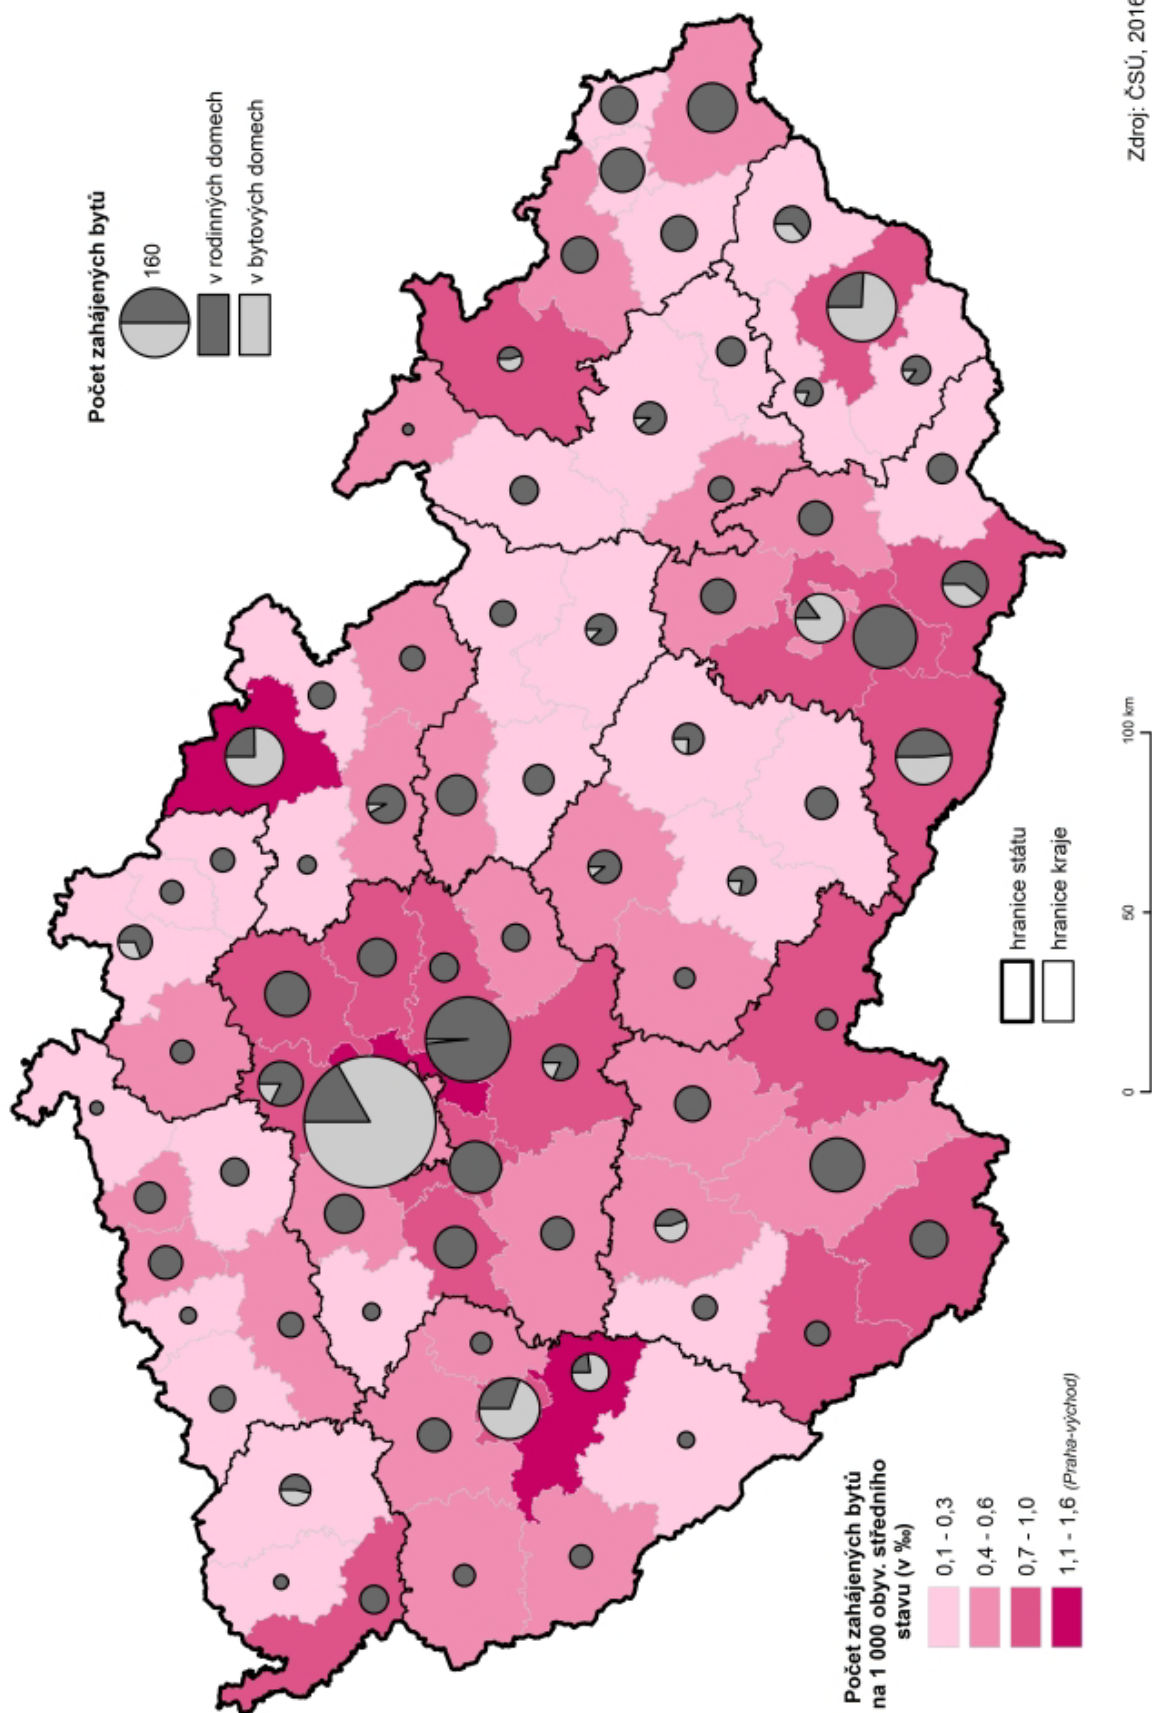 Počet zahájených bytů
160
v rodinných domech
v bytových domech
Počet zahájených bytů
na 1 000 obyv. středního
stavu (v ‰)
0,1 - 0,3
0,4 - 0,6
0,7 - 1,0
1,1 - 1,6 (Praha-východ)
hranice státu
hranice kraje
0 50 100 km
Zdroj: ČSÚ, 2016